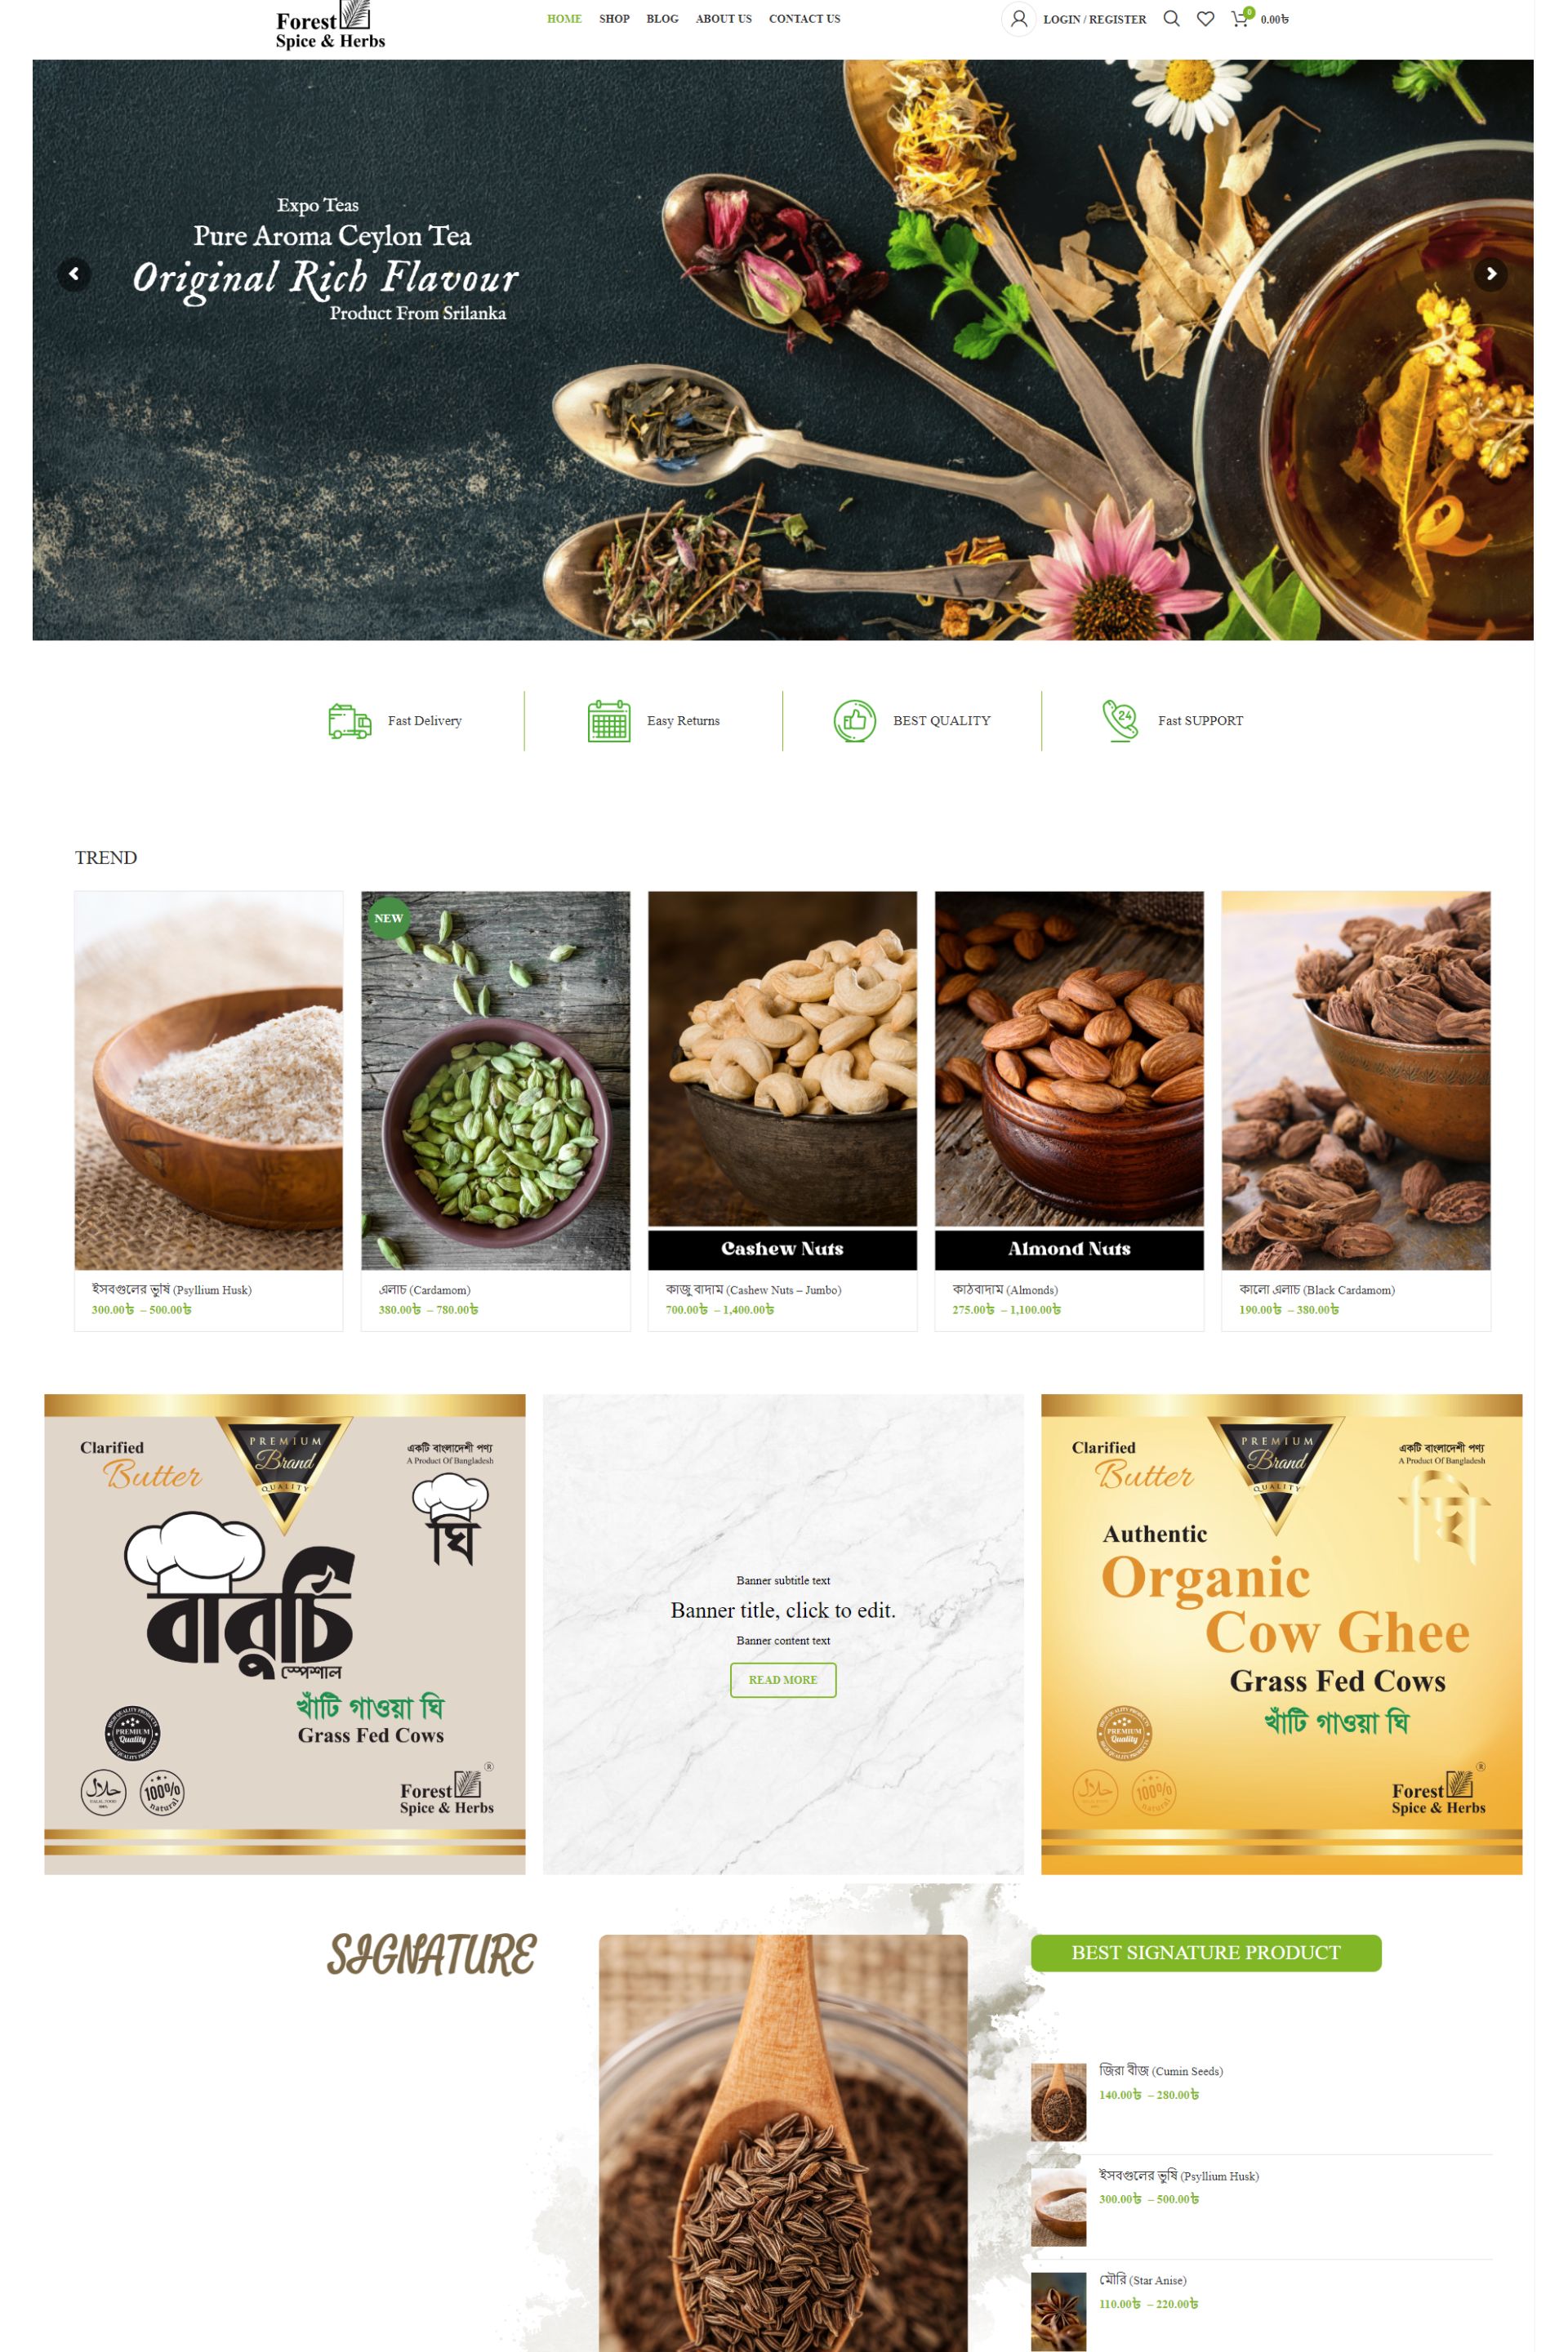 Forest
Spice & Herbs
HOME SHOP BLOG ABOUT US CONTACT US
LOGIN / REGISTER
0
0.00৳
Expo Teas
Pure Aroma Ceylon Tea
Original Rich Flavour
Product From Srilanka
Fast Delivery
Easy Returns
BEST QUALITY
24
Fast SUPPORT
TREND
NEW
Cashew Nuts
Almond Nuts
ইসবগুলের ভুষি (Psyllium Husk)
300.00৳ – 500.00৳
এলাচ (Cardamom)
380.00৳ – 780.00৳
কাজু বাদাম (Cashew Nuts – Jumbo)
700.00৳ – 1,400.00৳
কাঠবাদাম (Almonds)
275.00৳ – 1,100.00৳
কালো এলাচ (Black Cardamom)
190.00৳ – 380.00৳
Clarified
Butter
PREMIUM
Brand
QUALITY
একটি বাংলাদেশী পণ্য
A Product Of Bangladesh
ঘি
বাবুর্চি
স্পেশাল
খাঁটি গাওয়া ঘি
Grass Fed Cows
PREMIUM
Quality
حلال
100%
natural
Forest
Spice & Herbs
®
Banner subtitle text
Banner title, click to edit.
Banner content text
READ MORE
Clarified
Butter
PREMIUM
Brand
QUALITY
একটি বাংলাদেশী পণ্য
A Product Of Bangladesh
ঘি
Authentic
Organic
Cow Ghee
Grass Fed Cows
খাঁটি গাওয়া ঘি
PREMIUM
Quality
حلال
100%
natural
Forest
Spice & Herbs
®
SIGNATURE
BEST SIGNATURE PRODUCT
জিরা বীজ (Cumin Seeds)
140.00৳ – 280.00৳
ইসবগুলের ভুষি (Psyllium Husk)
300.00৳ – 500.00৳
মৌরি (Star Anise)
110.00৳ – 220.00৳